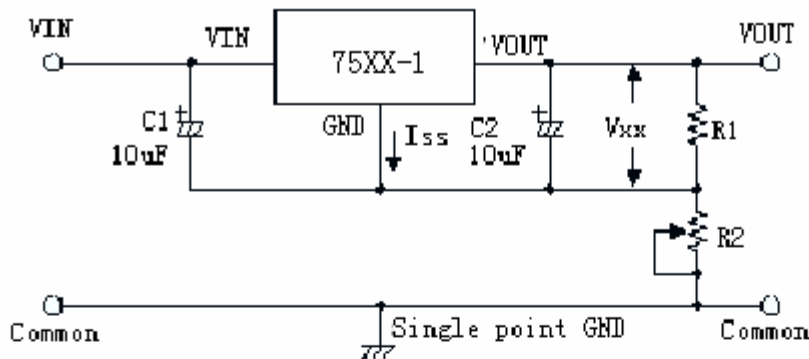 VIN
VIN
75XX-1
VOUT
VOUT
C1
10uF
GND
Iss
C2
10uF
Vxx
R1
R2
Common
Single point GND
Common